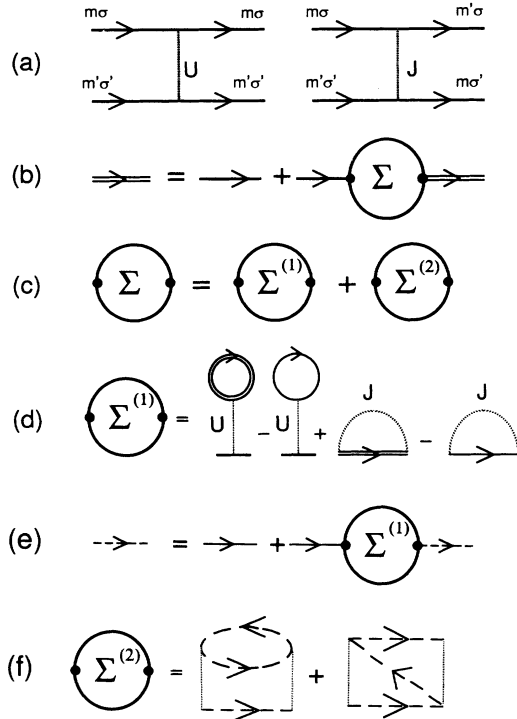 (a) mσ mσ U m'σ' m'σ' mσ m'σ J m'σ' mσ'
(b) = + Σ
(c) Σ = Σ(1) + Σ(2)
(d) Σ(1) = U − U + J − J
(e) = + Σ(1)
(f) Σ(2) = +